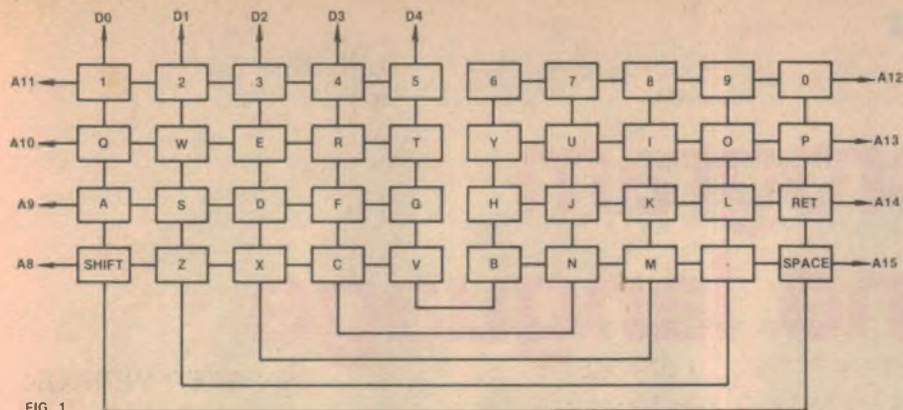 D0 D1 D2 D3 D4
A11 1 2 3 4 5 6 7 8 9 0 A12
A10 Q W E R T Y U I O P A13
A9 A S D F G H J K L RET A14
A8 SHIFT Z X C V B N M . SPACE A15
FIG. 1